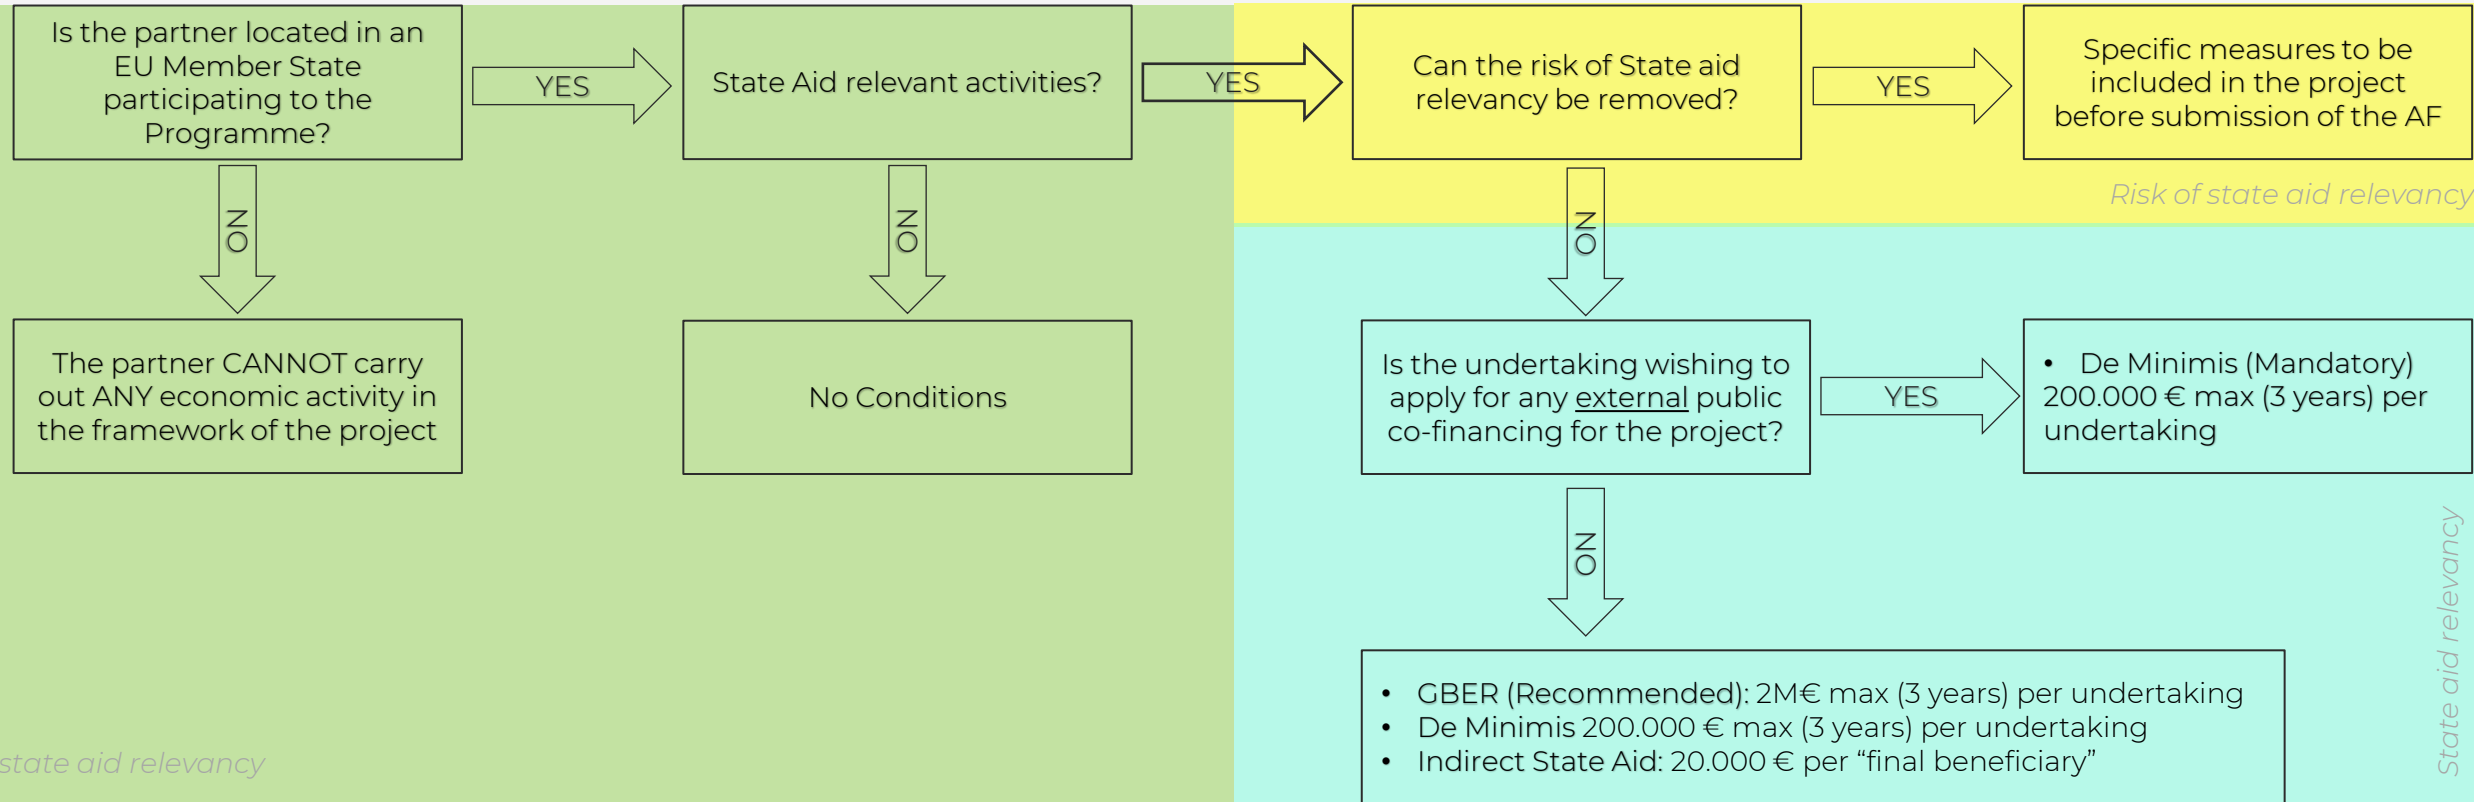 Is the partner located in an
EU Member State
participating to the
Programme?
YES
State Aid relevant activities?
YES
Can the risk of State aid
relevancy be removed?
YES
Specific measures to be
included in the project
before submission of the AF
Risk of state aid relevancy
NO
NO
NO
The partner CANNOT carry
out ANY economic activity in
the framework of the project
No Conditions
Is the undertaking wishing to
apply for any external public
co-financing for the project?
YES
• De Minimis (Mandatory)
200.000 € max (3 years) per
undertaking
NO
• GBER (Recommended): 2M€ max (3 years) per undertaking
• De Minimis 200.000 € max (3 years) per undertaking
• Indirect State Aid: 20.000 € per “final beneficiary”
State aid relevancy
state aid relevancy